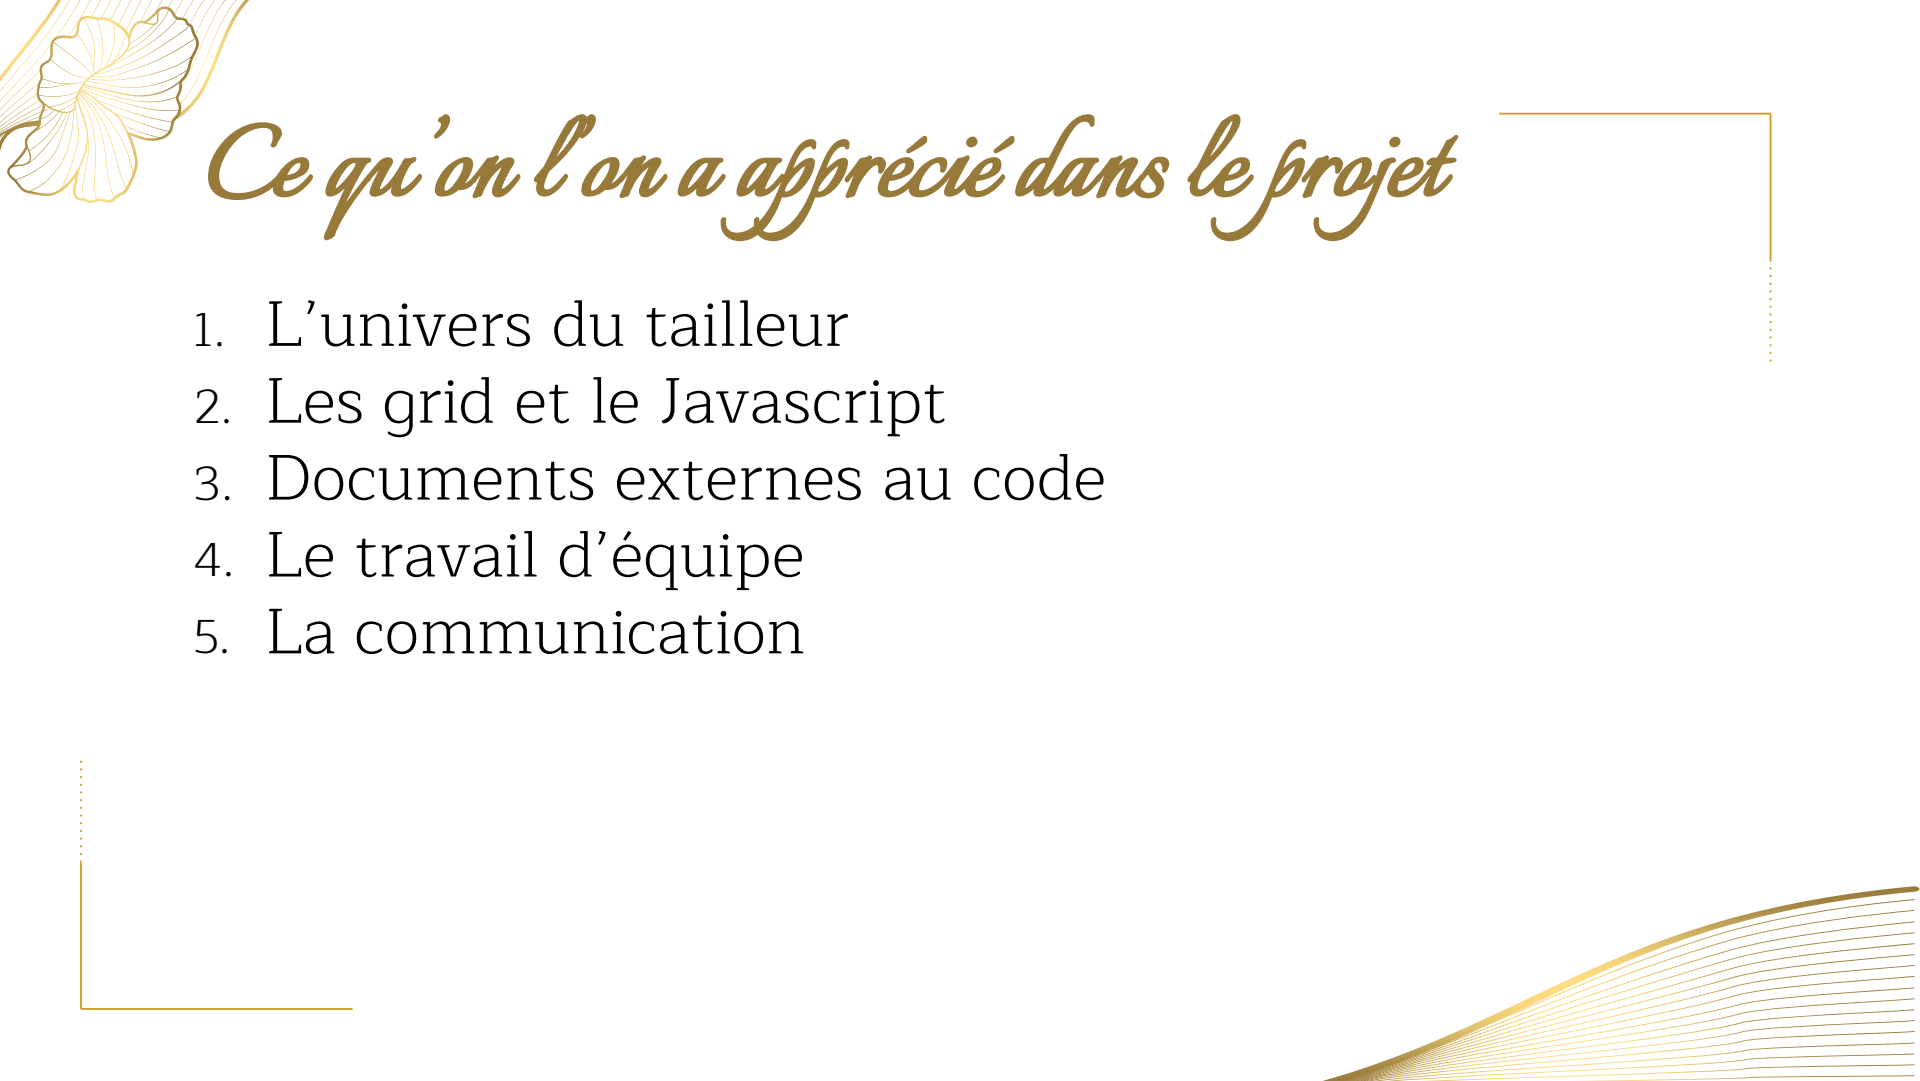 Ce qu’on l’on a apprécié dans le projet
1. L’univers du tailleur
2. Les grid et le Javascript
3. Documents externes au code
4. Le travail d’équipe
5. La communication